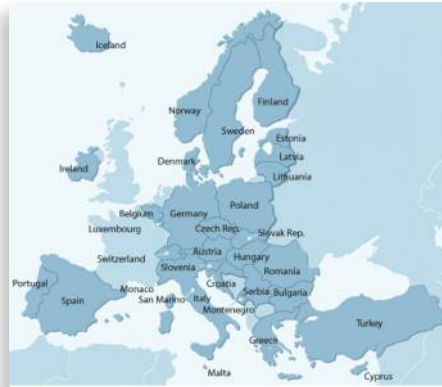 Iceland
Norway
Finland
Sweden
Estonia
Latvia
Lithuania
Denmark
Ireland
Belgium
Germany
Poland
Luxembourg
Czech Rep.
Slovak Rep.
Switzerland
Austria
Hungary
Slovenia
Romania
Portugal
Spain
Monaco
San Marino
Italy
Croatia
Serbia
Bulgaria
Montenegro
Greece
Turkey
Malta
Cyprus